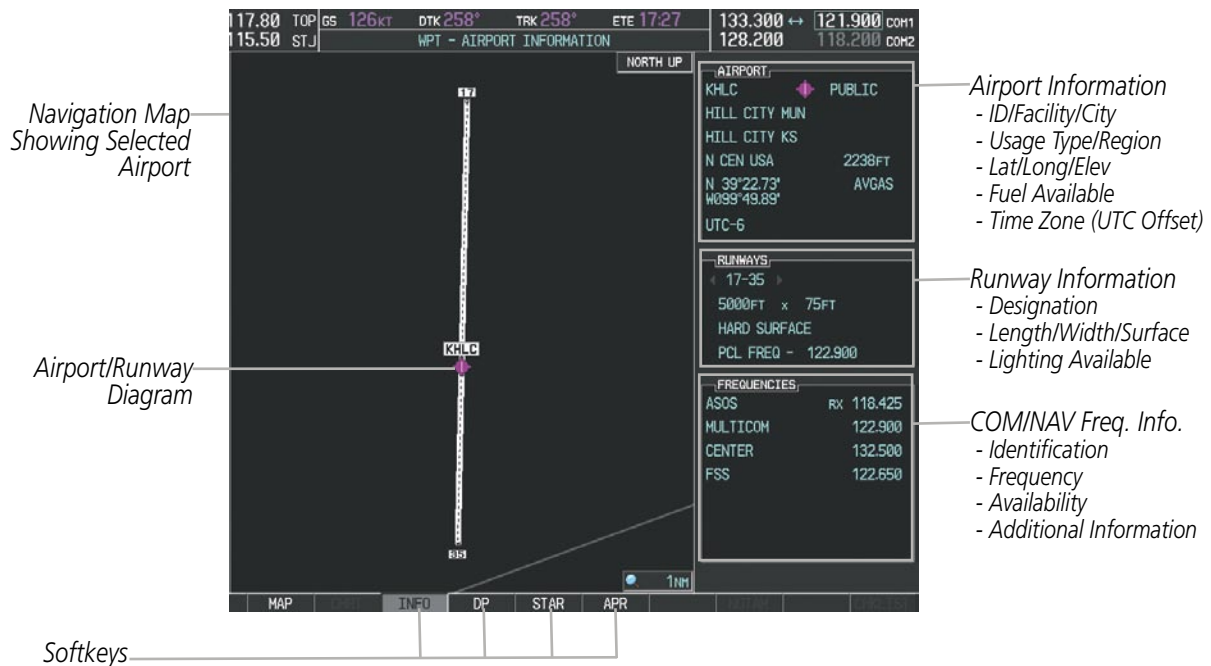 117.80 TOP GS 126KT DTK 258° TRK 258° ETE 17:27 133.300 ↔ 121.900 COM1
115.50 STJ WPT - AIRPORT INFORMATION 128.200 118.200 COM2
NORTH UP
Navigation Map
Showing Selected
Airport
17
KHLC
35
Airport/Runway
Diagram
AIRPORT
KHLC PUBLIC
HILL CITY MUN
HILL CITY KS
N CEN USA 2238FT
N 39°22.73' AVGAS
W099°49.89'
UTC-6
Airport Information
- ID/Facility/City
- Usage Type/Region
- Lat/Long/Elev
- Fuel Available
- Time Zone (UTC Offset)
RUNWAYS
17-35
5000FT x 75FT
HARD SURFACE
PCL FREQ - 122.900
Runway Information
- Designation
- Length/Width/Surface
- Lighting Available
FREQUENCIES
ASOS RX 118.425
MULTICOM 122.900
CENTER 132.500
FSS 122.650
COM/NAV Freq. Info.
- Identification
- Frequency
- Availability
- Additional Information
1NM
MAP INFO DP STAR APR
Softkeys